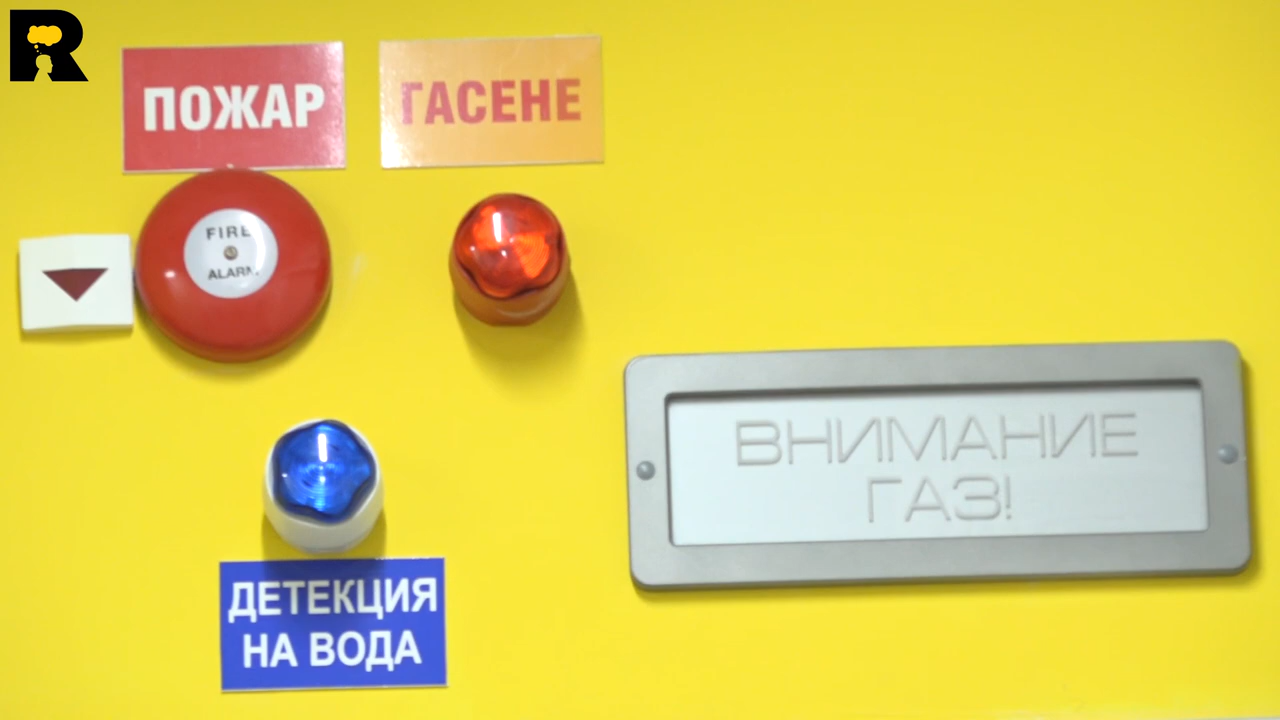 R
ПОЖАР
ГАСЕНЕ
FIRE
ALARM
ВНИМАНИЕ
ГАЗ!
ДЕТЕКЦИЯ
НА ВОДА